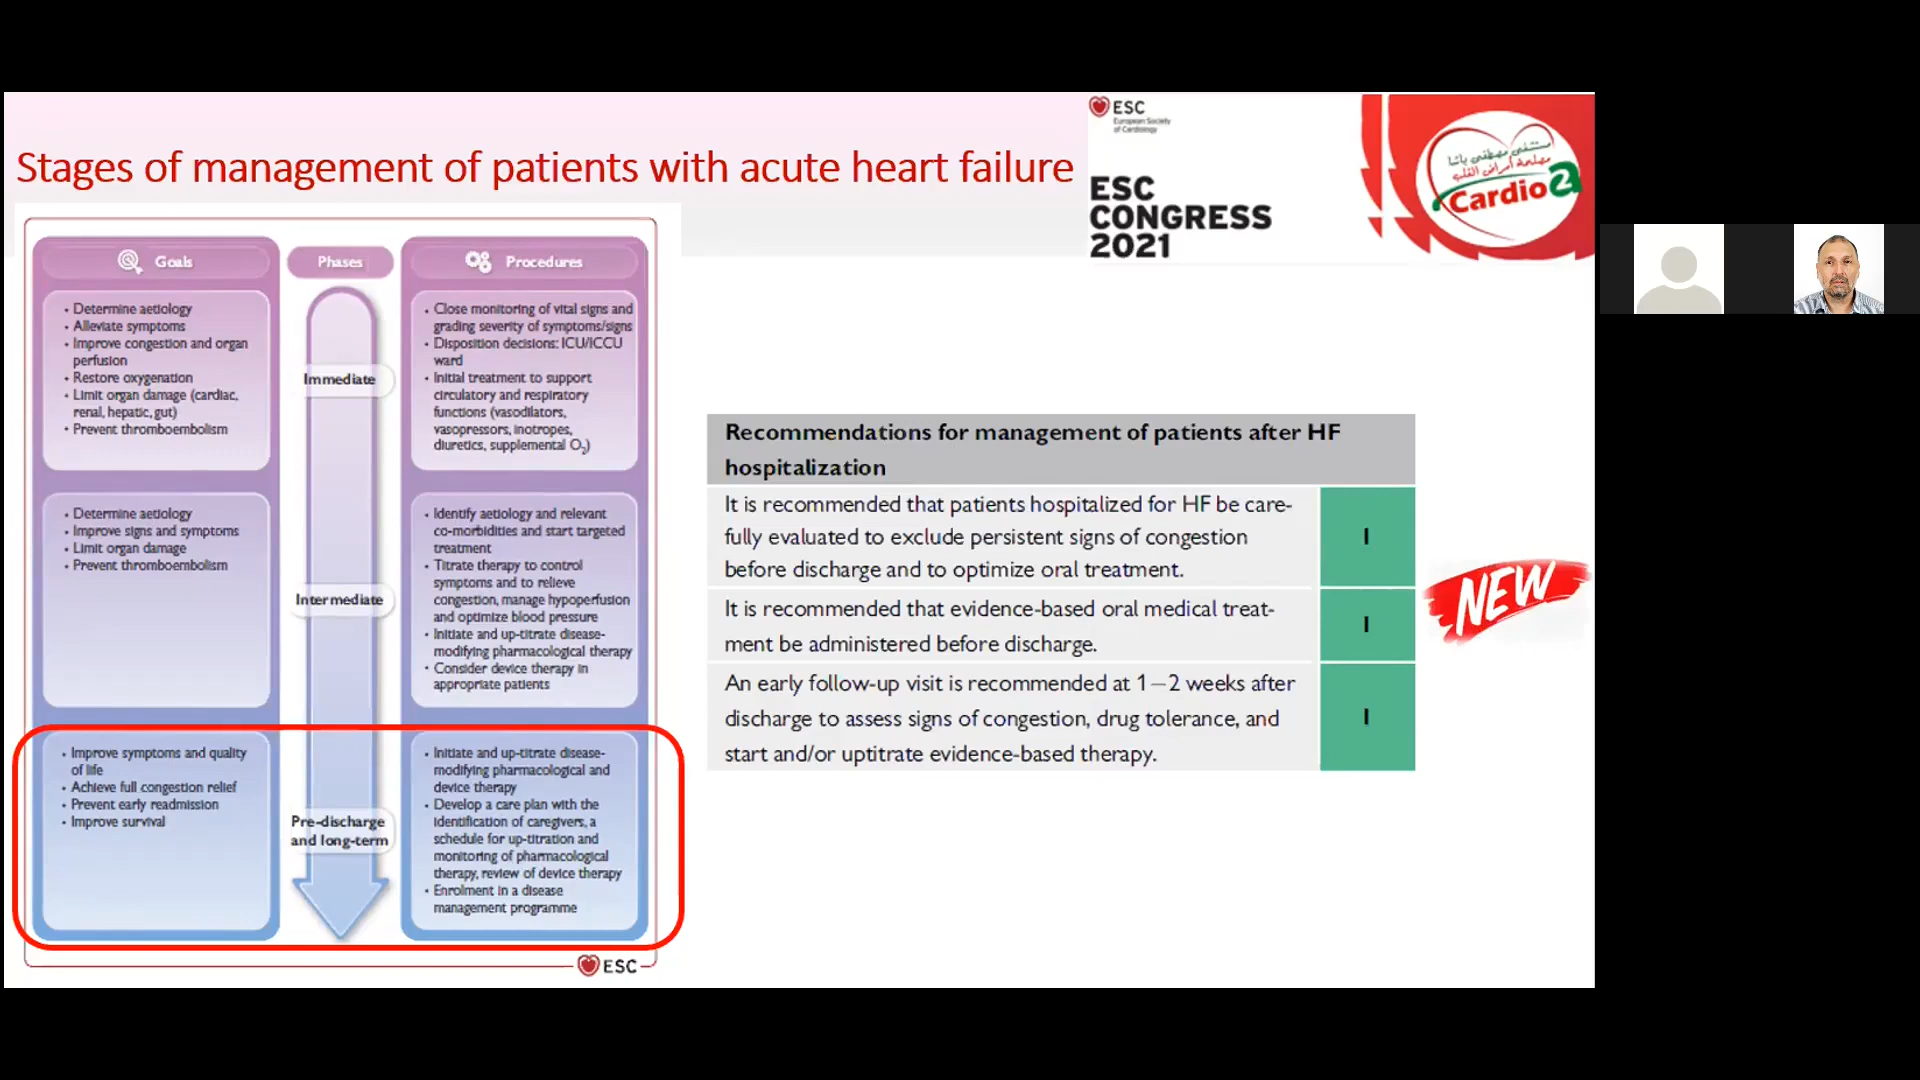 Stages of management of patients with acute heart failure
ESC
European Society
of Cardiology
ESC
CONGRESS
2021
مستشفى مصطفى باشا
مصلحة أمراض القلب
Cardio2
Goals
Phases
Procedures
• Determine aetiology
• Alleviate symptoms
• Improve congestion and organ
perfusion
• Restore oxygenation
• Limit organ damage (cardiac,
renal, hepatic, gut)
• Prevent thromboembolism
Immediate
• Close monitoring of vital signs and
grading severity of symptoms/signs
• Disposition decisions: ICU/ICCU
ward
• Initial treatment to support
circulatory and respiratory
functions (vasodilators,
vasopressors, inotropes,
diuretics, supplemental O2)
• Determine aetiology
• Improve signs and symptoms
• Limit organ damage
• Prevent thromboembolism
Intermediate
• Identify aetiology and relevant
co-morbidities and start targeted
treatment
• Titrate therapy to control
symptoms and to relieve
congestion, manage hypoperfusion
and optimize blood pressure
• Initiate and up-titrate disease-
modifying pharmacological therapy
• Consider device therapy in
appropriate patients
• Improve symptoms and quality
of life
• Achieve full congestion relief
• Prevent early readmission
• Improve survival
Pre-discharge
and long-term
• Initiate and up-titrate disease-
modifying pharmacological and
device therapy
• Develop a care plan with the
identification of caregivers, a
schedule for up-titration and
monitoring of pharmacological
therapy, review of device therapy
• Enrolment in a disease
management programme
ESC
Recommendations for management of patients after HF
hospitalization
It is recommended that patients hospitalized for HF be care-
fully evaluated to exclude persistent signs of congestion
before discharge and to optimize oral treatment.
I
It is recommended that evidence-based oral medical treat-
ment be administered before discharge.
I
An early follow-up visit is recommended at 1–2 weeks after
discharge to assess signs of congestion, drug tolerance, and
start and/or uptitrate evidence-based therapy.
I
NEW